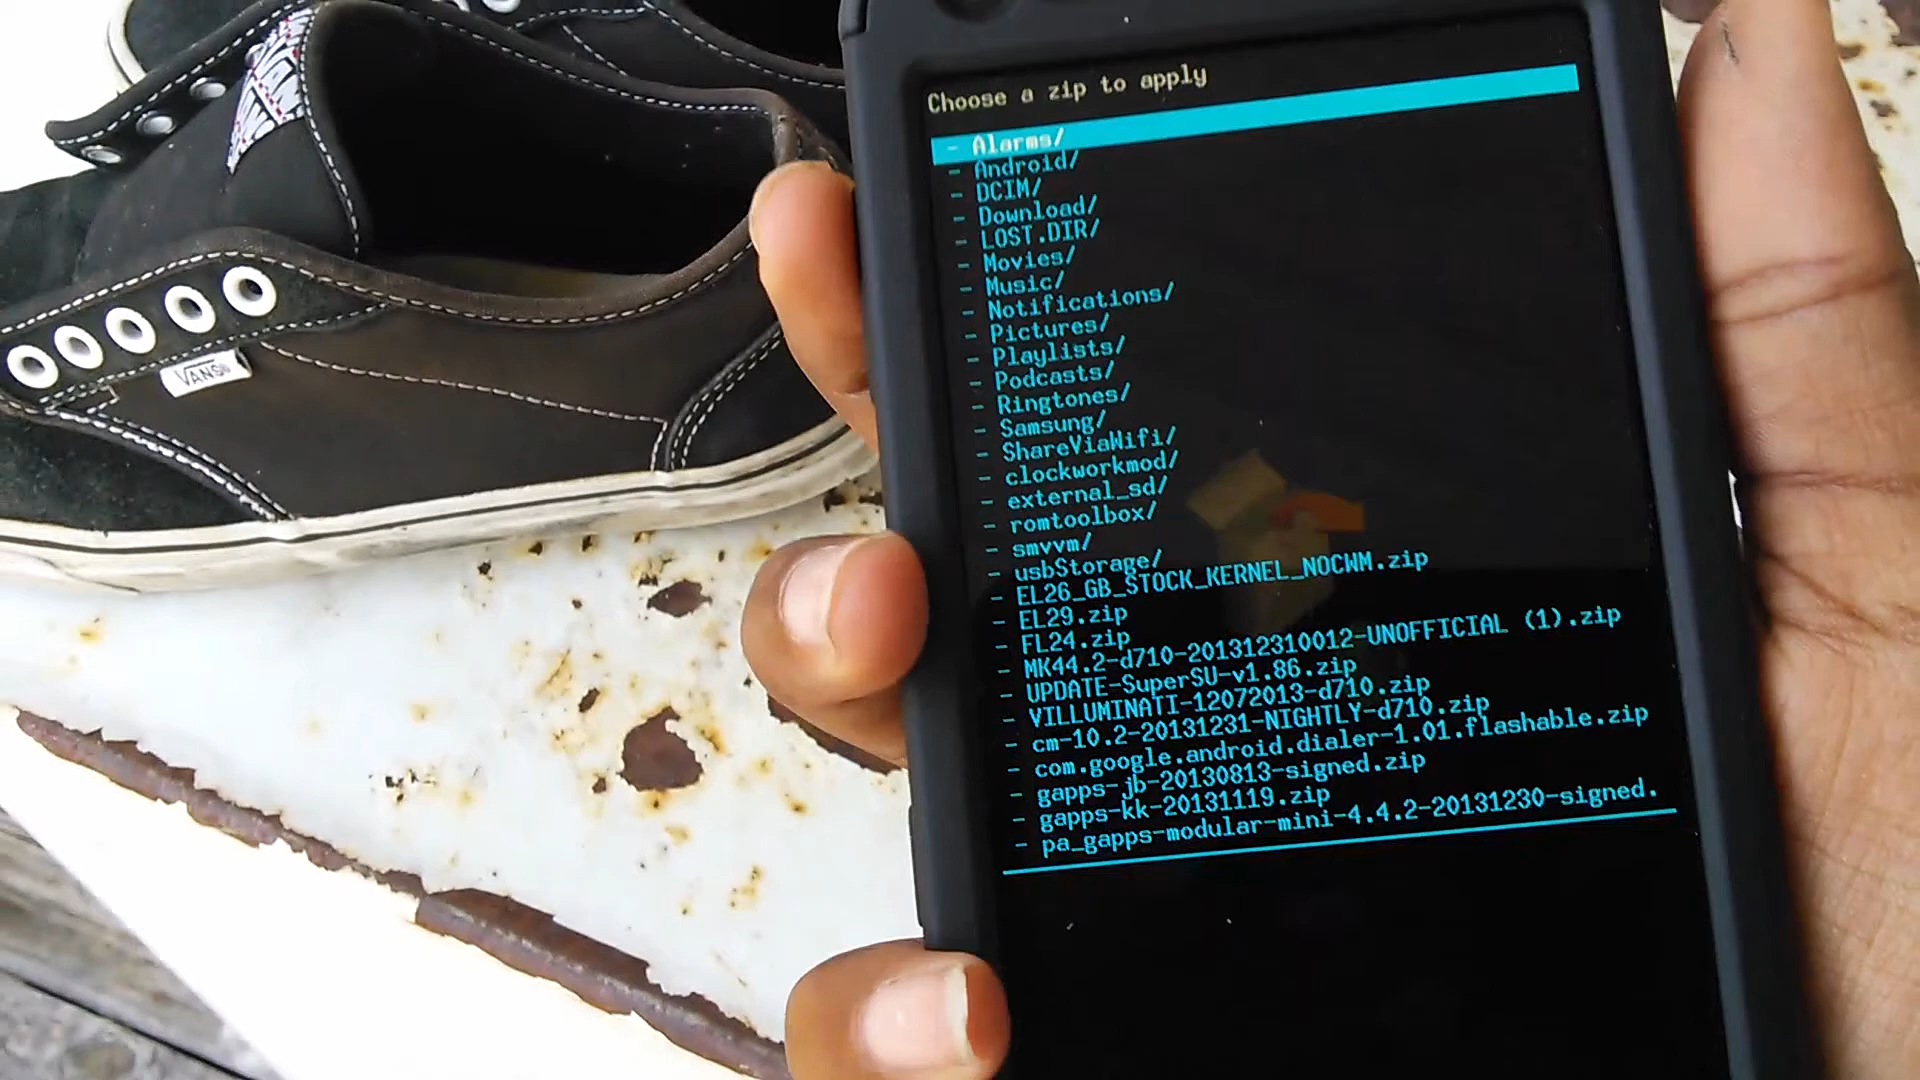 VANS
Choose a zip to apply
- Alarms/
- Android/
- DCIM/
- Download/
- LOST.DIR/
- Movies/
- Music/
- Notifications/
- Pictures/
- Playlists/
- Podcasts/
- Ringtones/
- Samsung/
- ShareViaWifi/
- clockworkmod/
- external_sd/
- romtoolbox/
- smvvm/
- usbStorage/
- EL26_GB_STOCK_KERNEL_NOCWM.zip
- EL29.zip
- FL24.zip
- MK44.2-d710-201312310012-UNOFFICIAL (1).zip
- UPDATE-SuperSU-v1.86.zip
- VILLUMINATI-12072013-d710.zip
- cm-10.2-20131231-NIGHTLY-d710.zip
- com.google.android.dialer-1.01.flashable.zip
- gapps-jb-20130813-signed.zip
- gapps-kk-20131119.zip
- pa_gapps-modular-mini-4.4.2-20131230-signed.